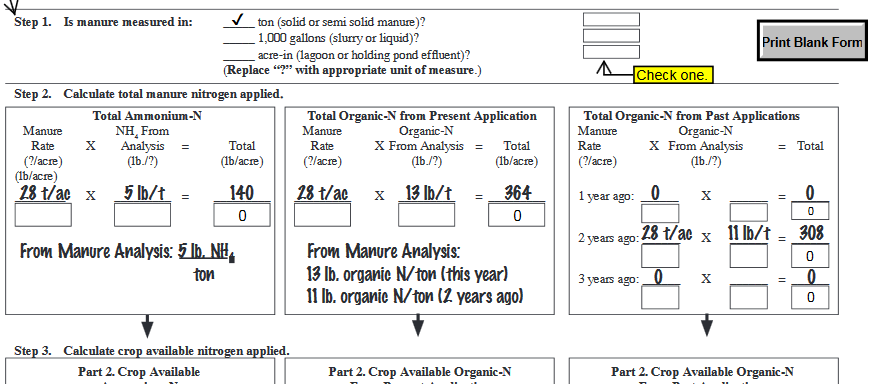 Step 1. Is manure measured in: ✓ ton (solid or semi solid manure)?
1,000 gallons (slurry or liquid)?
acre-in (lagoon or holding pond effluent)?
(Replace “?” with appropriate unit of measure.)
Check one.
Print Blank Form
Step 2. Calculate total manure nitrogen applied.
Total Ammonium-N
Manure NH4 From
Rate X Analysis = Total
(?/acre) (lb./?) (lb/acre)
(lb/acre)
28 t/ac X 5 lb/t = 140
0
From Manure Analysis: 5 lb. NH4
ton
Total Organic-N from Present Application
Manure Organic-N
Rate X From Analysis = Total
(?/acre) (lb./?) (lb/acre)
28 t/ac X 13 lb/t = 364
0
From Manure Analysis:
13 lb. organic N/ton (this year)
11 lb. organic N/ton (2 years ago)
Total Organic-N from Past Applications
Manure Organic-N
Rate X From Analysis = Total
(?/acre) (lb./?)
1 year ago: 0 X = 0
0
2 years ago: 28 t/ac X 11 lb/t = 308
0
3 years ago: 0 X = 0
0
Step 3. Calculate crop available nitrogen applied.
Part 2. Crop Available
Part 2. Crop Available Organic-N
Part 2. Crop Available Organic-N